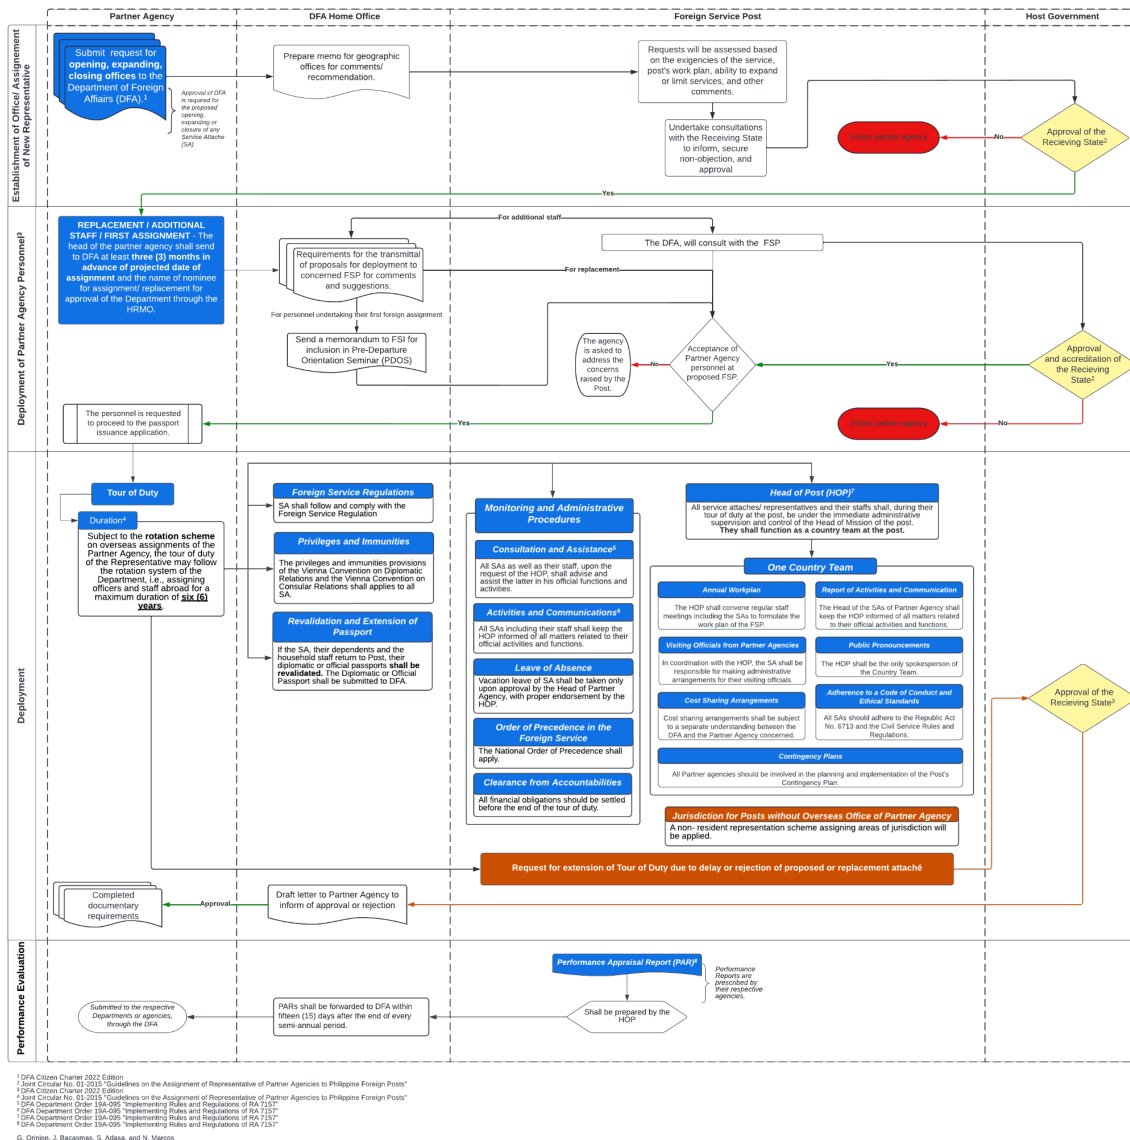 Partner Agency
DFA Home Office
Foreign Service Post
Host Government
Establishment of Office/ Assignement
of New Representative
Submit  request for
opening, expanding,
closing offices to the
Department of Foreign
Affairs (DFA).1
Approval of DFA
is required for
the proposed
opening,
expanding or
closure of any
Service Attache
(SA)
Prepare memo for geographic
offices for comments/
recommendation.
Requests will be assessed based
on the exigencies of the service,
post's work plan, ability to expand
or limit services, and other
comments.
Undertake consultations
with the Receiving State
to inform, secure
non-objection, and
approval
Inform partner agency
No
Approval of the
Recieving State2
Yes
Deployment of Partner Agency Personnel3
REPLACEMENT / ADDITIONAL
STAFF / FIRST ASSIGNMENT - The
head of the partner agency shall send
to DFA at least three (3) months in
advance of projected date of
assignment and the name of nominee
for assignment/ replacement for
approval of the Department through the
HRMO.
For additional staff
Requirements for the transmittal
of proposals for deployment to
concerned FSP for comments
and suggestions.
For replacement
The DFA, will consult with the  FSP
For personnel undertaking their first foreign assignment
Send a memorandum to FSI for
inclusion in Pre-Departure
Orientation Seminar (PDOS)
The agency
is asked to
address the
concerns
raised by the
Post.
No
Acceptance of
Partner Agency
personnel at
proposed FSP.
Yes
Approval
and accreditation of
the Recieving
State2
The personnel is requested
to proceed to the passport
issuance application.
Yes
Inform partner agency
No
Deployment
Tour of Duty
Duration4
Subject to the rotation scheme
on overseas assignments of the
Partner Agency, the tour of duty
of the Representative may follow
the rotation system of the
Department, i.e., assigning
officers and staff abroad for a
maximum duration of six (6)
years.
Foreign Service Regulations
SA shall follow and comply with the
Foreign Service Regulation
Privileges and Immunities
The privileges and immunities provisions
of the Vienna Convention on Diplomatic
Relations and the Vienna Convention on
Consular Relations shall applies to all
SA.
Revalidation and Extension of
Passport
If the SA, their dependents and the
household staff return to Post, their
diplomatic or official passports shall be
revalidated. The Diplomatic or Official
Passport shall be submitted to DFA.
Monitoring and Administrative
Procedures
Consultation and Assistance5
All SAs as well as their staff, upon the
request of the HOP, shall advise and
assist the latter in his official functions and
activities.
Activities and Communications6
All SAs including their staff shall keep the
HOP informed of all matters related to their
official activities and functions.
Leave of Absence
Vacation leave of SA shall be taken only
upon approval by the Head of Partner
Agency, with proper endorsement by the
HOP.
Order of Precedence in the
Foreign Service
The National Order of Precedence shall
apply.
Clearance from Accountabilities
All financial obligations should be settled
before the end of the tour of duty.
Head of Post (HOP)7
All service attaches/ representatives and their staffs shall, during their
tour of duty at the post, be under the immediate administrative
supervision and control of the Head of Mission of the post.
They shall function as a country team at the post.
One Country Team
Annual Workplan
The HOP shall convene regular staff
meetings including the SAs to formulate the
work plan of the FSP.
Report of Activities and Communication
The Head of the SAs of Partner Agency shall
keep the HOP informed of all matters related
to their official activities and functions.
Visiting Officials from Partner Agencies
In coordination with the HOP, the SA shall be
responsible for making administrative
arrangements for their visiting officials.
Public Pronouncements
The HOP shall be the only spokesperson of
the Country Team.
Cost Sharing Arrangements
Cost sharing arrangements shall be subject
to a separate understanding between the
DFA and the Partner Agency concerned.
Adherence to a Code of Conduct and
Ethical Standards
All SAs should adhere to the Republic Act
No. 6713 and the Civil Service Rules and
Regulations.
Contingency Plans
All Partner agencies should be involved in the planning and implementation of the Post's
Contingency Plan.
Jurisdiction for Posts without Overseas Office of Partner Agency
A non- resident representation scheme assigning areas of jurisdiction will
be applied.
Approval of the
Recieving State3
Request for extension of Tour of Duty due to delay or rejection of proposed or replacement attaché
Completed
documentary
requirements
Approval
Draft letter to Partner Agency to
inform of approval or rejection
Performance Evaluation
Performance Appraisal Report (PAR)8
Performance
Reports are
prescribed by
their respective
agencies.
Shall be prepared by the
HOP
PARs shall be forwarded to DFA within
fifteen (15) days after the end of every
semi-annual period.
Submitted to the respective
Departments or agencies,
through the DFA
1 DFA Citizen Charter 2022 Edition
2 Joint Circular No. 01-2015 "Guidelines on the Assignment of Representative of Partner Agencies to Philippine Foreign Posts"
3 DFA Citizen Charter 2022 Edition
4 Joint Circular No. 01-2015 "Guidelines on the Assignment of Representative of Partner Agencies to Philippine Foreign Posts"
5 DFA Department Order 19A-095 "Implementing Rules and Regulations of RA 7157"
6 DFA Department Order 19A-095 "Implementing Rules and Regulations of RA 7157"
7 DFA Department Order 19A-095 "Implementing Rules and Regulations of RA 7157"
8 DFA Department Order 19A-095 "Implementing Rules and Regulations of RA 7157"
G. Orinion, J. Bacasmas, S. Adasa, and N. Marcos